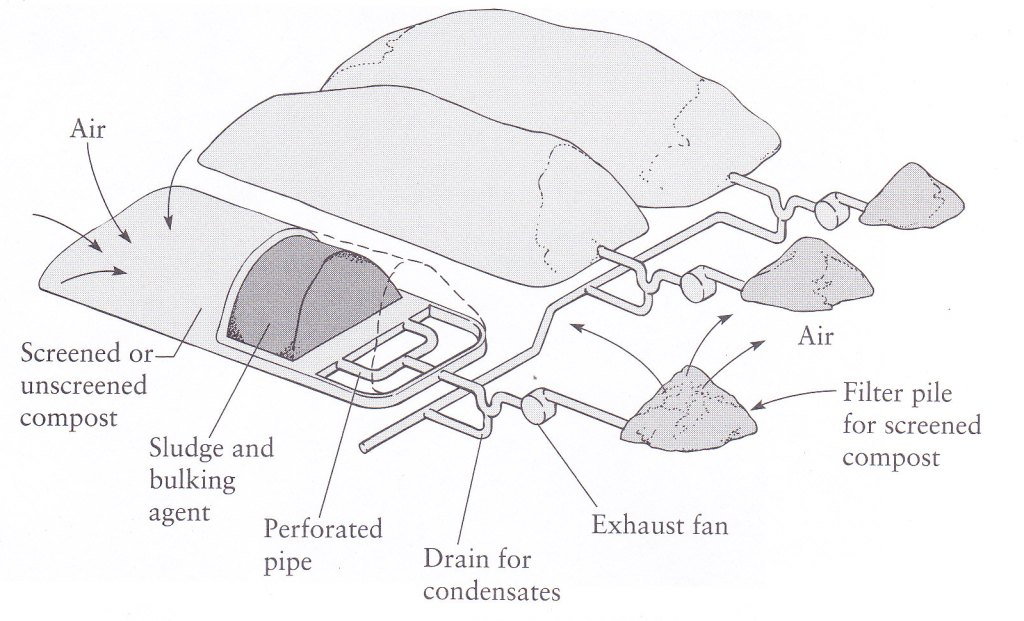 Air
Screened or
unscreened
compost
Sludge and
bulking
agent
Perforated
pipe
Drain for
condensates
Exhaust fan
Air
Filter pile
for screened
compost